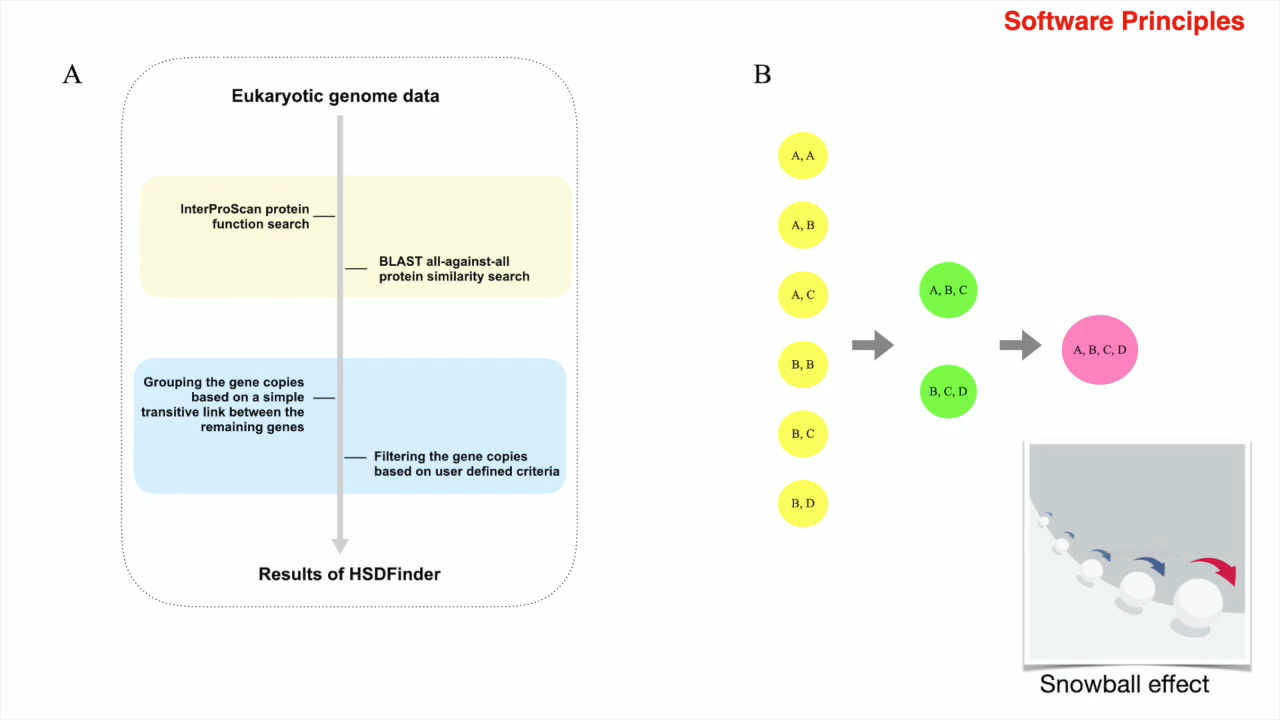 Software Principles
A
Eukaryotic genome data
InterProScan protein
function search
BLAST all-against-all
protein similarity search
Grouping the gene copies
based on a simple
transitive link between the
remaining genes
Filtering the gene copies
based on user defined criteria
Results of HSDFinder
B
A, A
A, B
A, C
B, B
B, C
B, D
A, B, C
B, C, D
A, B, C, D
Snowball effect